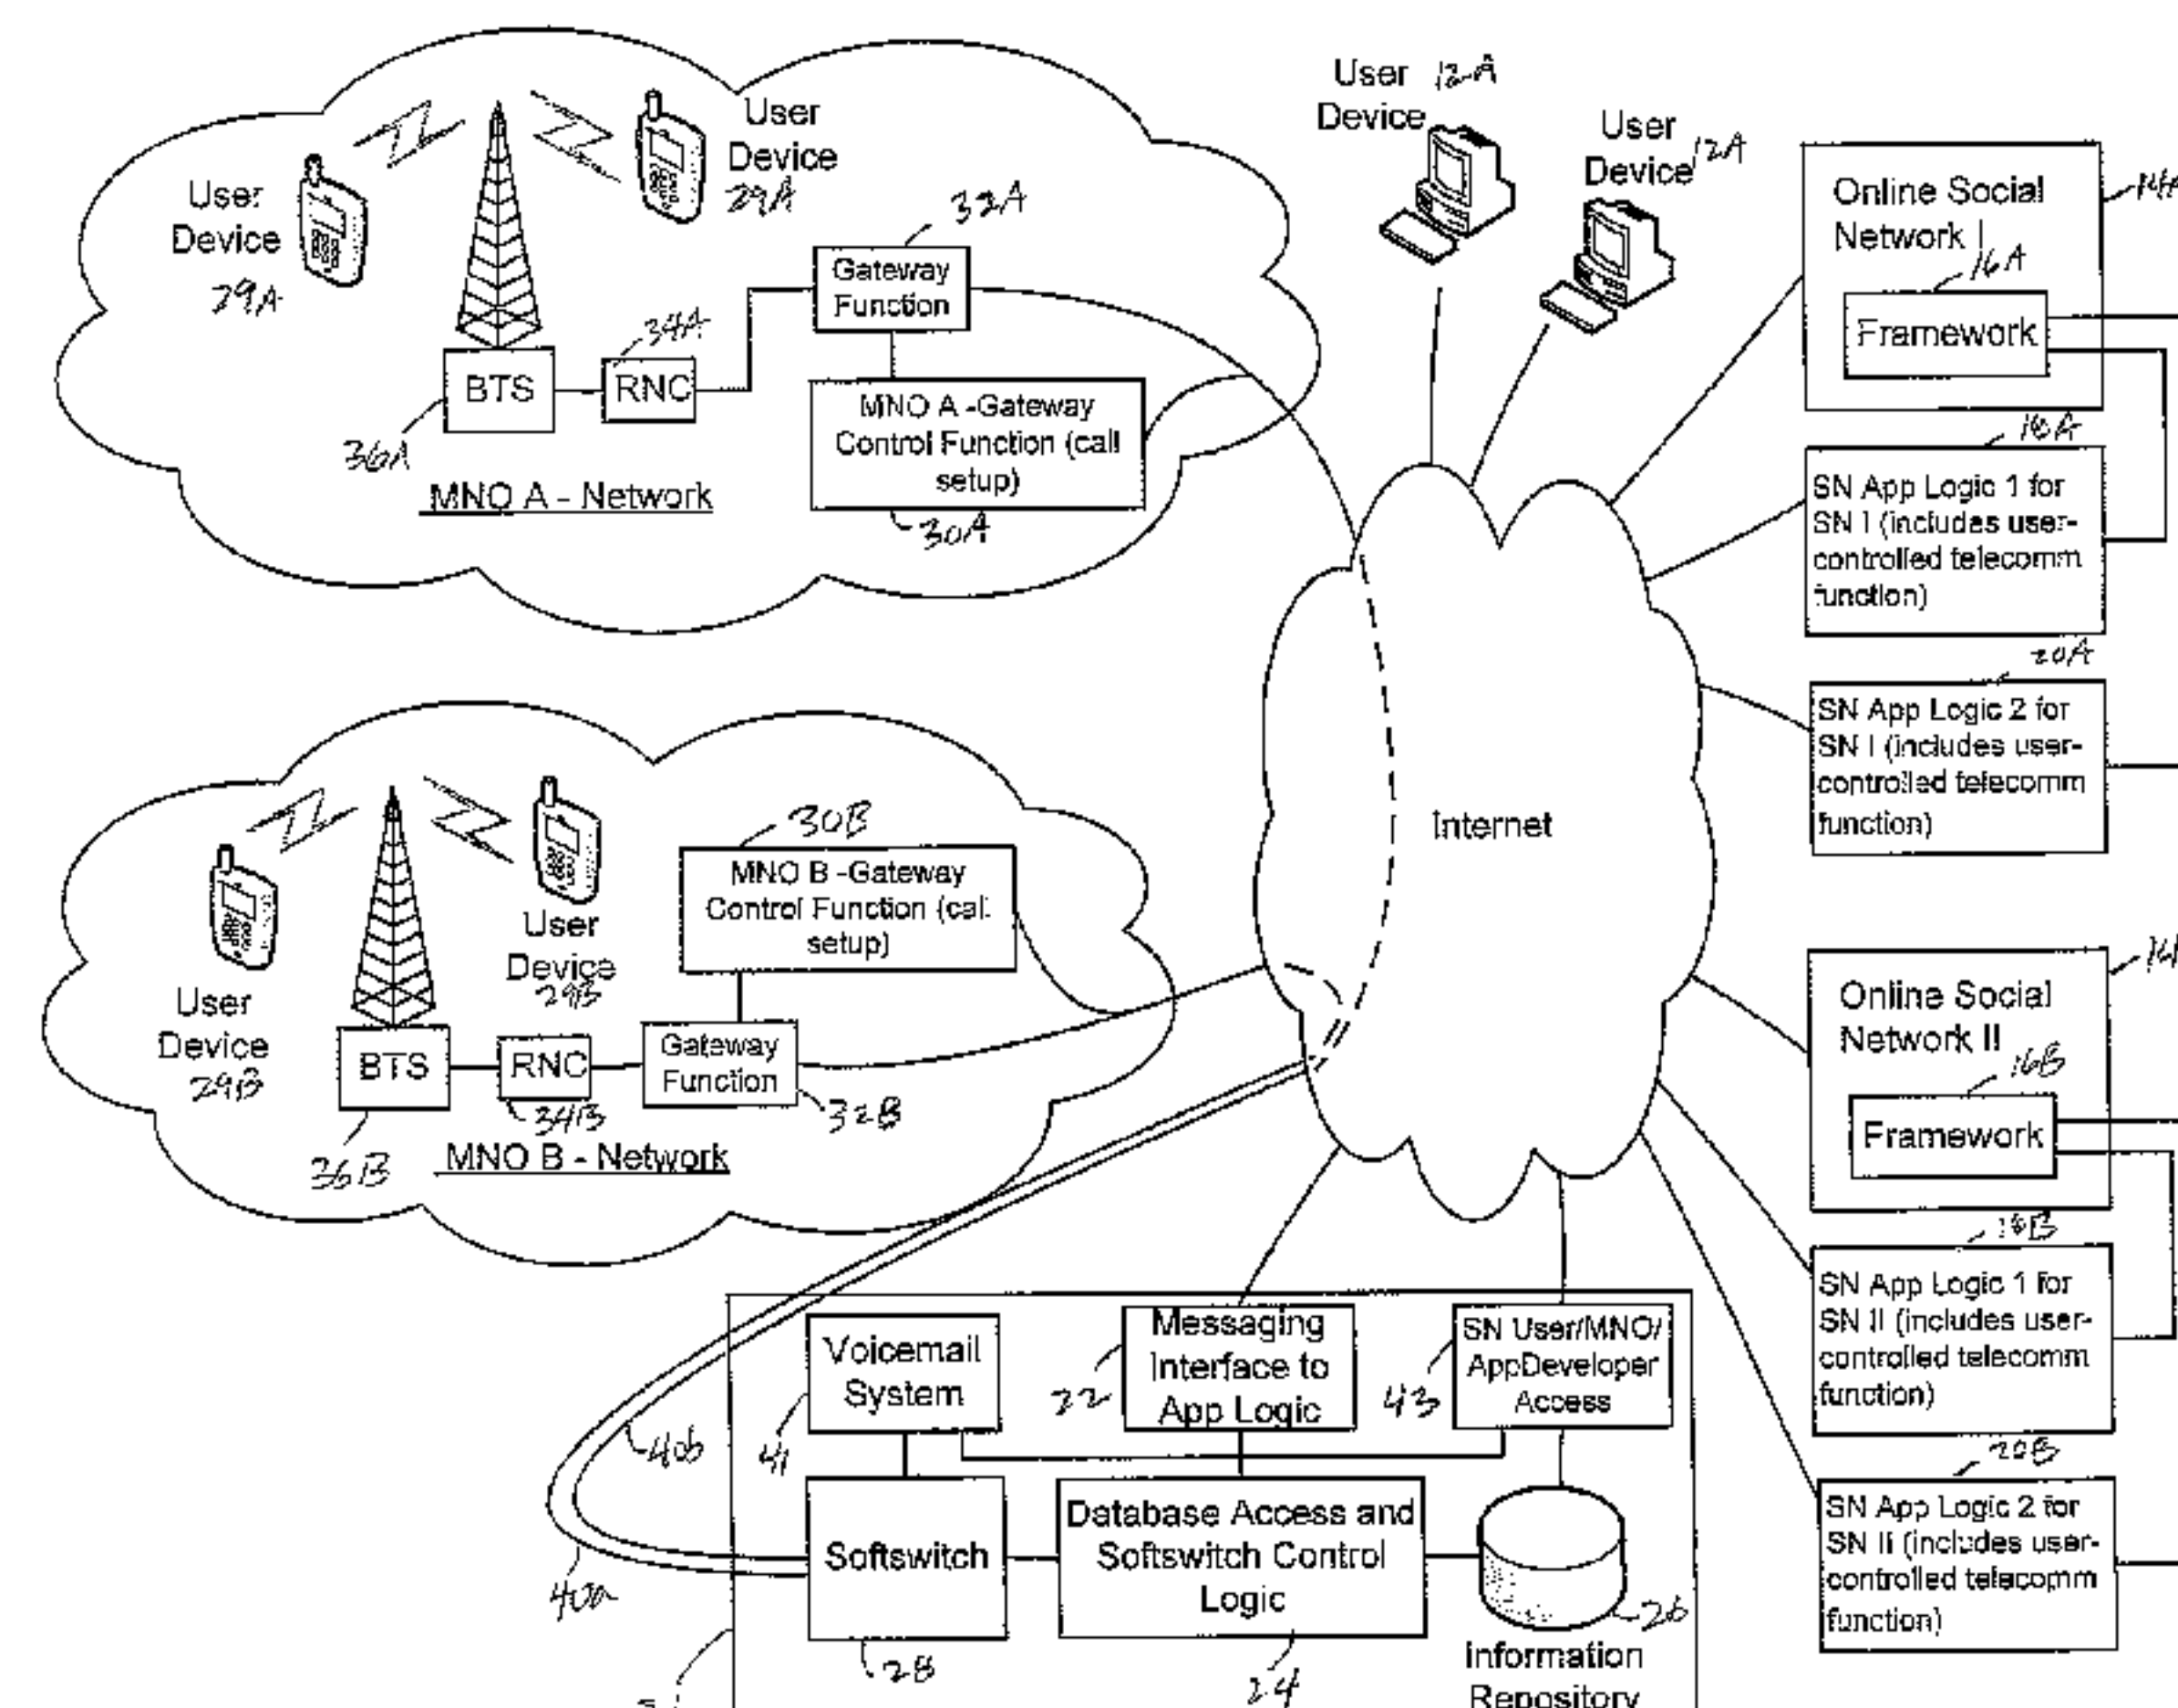 User 12A
Device
User
Device 12A
User
Device
29A
User
Device
29A
32A
Gateway
Function
34A
BTS
RNC
36A
MNO A -Gateway
Control Function (call
setup)
30A
MNO A - Network
Online Social
Network I
16A
Framework
SN App Logic 1 for
SN I (includes user-
controlled telecomm
function)
20A
SN App Logic 2 for
SN I (includes user-
controlled telecomm
function)
Internet
30B
MNO B -Gateway
Control Function (call
setup)
User
Device
29B
User
Device
29B
BTS
RNC
Gateway
Function
34B
32B
36B
MNO B - Network
Online Social
Network II
16B
Framework
SN App Logic 1 for
SN II (includes user-
controlled telecomm
function)
20B
SN App Logic 2 for
SN II (includes user-
controlled telecomm
function)
Voicemail
System
41
Messaging
Interface to
App Logic
22
SN User/MNO/
AppDeveloper
Access
43
40b
40a
Softswitch
28
Database Access and
Softswitch Control
Logic
24
26
Information
Repository